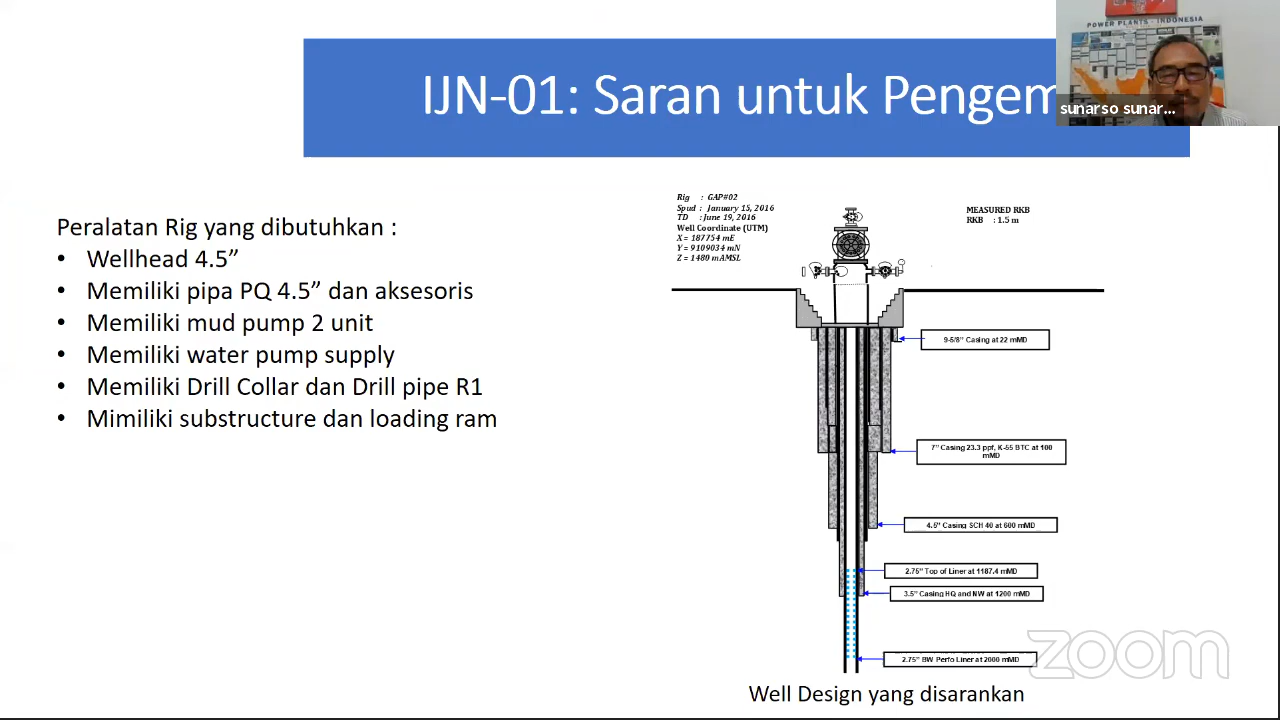 POWER PLANTS - INDONESIA
sunarso sunar...
IJN-01: Saran untuk Pengem
Rig : GAP#02
Spud : January 15, 2016
TD : June 19, 2016
Well Coordinate (UTM)
X = 187754 mE
Y = 9109034 mN
Z = 1480 mAMSL
MEASURED RKB
RKB : 1.5 m
Peralatan Rig yang dibutuhkan :
• Wellhead 4.5”
• Memiliki pipa PQ 4.5” dan aksesoris
• Memiliki mud pump 2 unit
• Memiliki water pump supply
• Memiliki Drill Collar dan Drill pipe R1
• Mimiliki substructure dan loading ram
9-5/8” Casing at 22 mMD
7” Casing 23.3 ppf, K-55 BTC at 100
mMD
4.5” Casing SCH 40 at 600 mMD
2.75” Top of Liner at 1187.4 mMD
3.5” Casing HQ and NW at 1200 mMD
2.75” BW Perfo Liner at 2000 mMD
zoom
Well Design yang disarankan